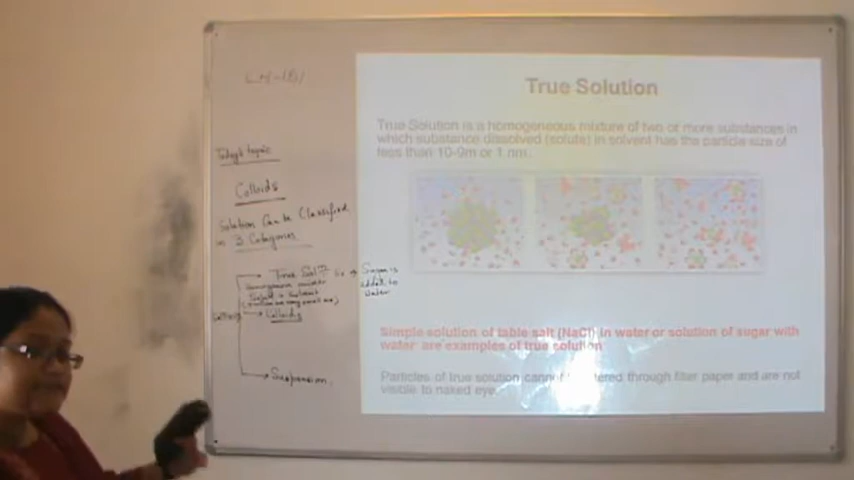 Today's topic
Colloids
Solution Can be Classified
in 3 Categories
True Sol
Sugar is
added to
water
Colloids
Suspension.
True Solution
True Solution is a homogeneous mixture of two or more substances in
which substance dissolved (solute) in solvent has the particle size of
less than 10-9m or 1 nm.
Simple solution of table salt (NaCl) in water or solution of sugar with
water are examples of true solution
Particles of true solution cannot be filtered through filter paper and are not
visible to naked eye.